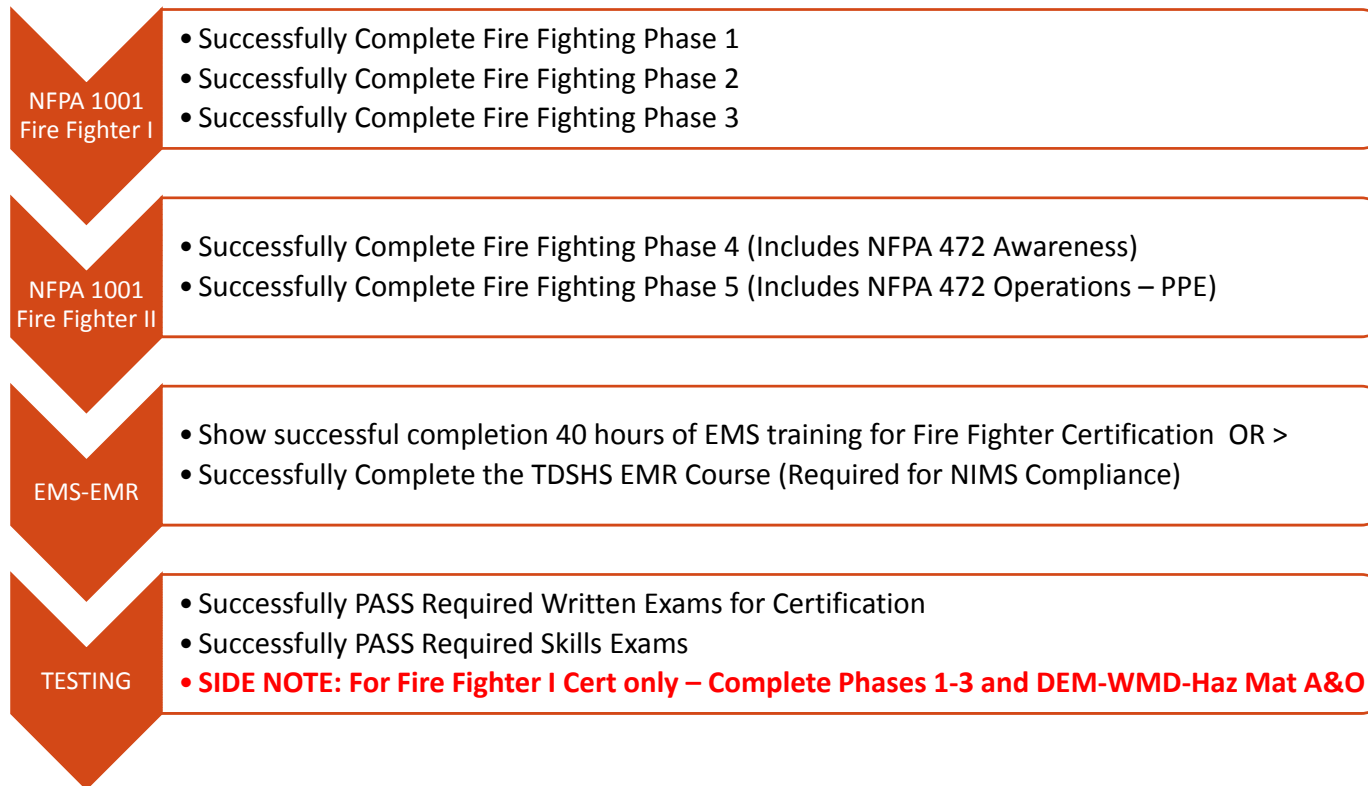 NFPA 1001
Fire Fighter I
• Successfully Complete Fire Fighting Phase 1
• Successfully Complete Fire Fighting Phase 2
• Successfully Complete Fire Fighting Phase 3
NFPA 1001
Fire Fighter II
• Successfully Complete Fire Fighting Phase 4 (Includes NFPA 472 Awareness)
• Successfully Complete Fire Fighting Phase 5 (Includes NFPA 472 Operations – PPE)
EMS-EMR
• Show successful completion 40 hours of EMS training for Fire Fighter Certification OR >
• Successfully Complete the TDSHS EMR Course (Required for NIMS Compliance)
TESTING
• Successfully PASS Required Written Exams for Certification
• Successfully PASS Required Skills Exams
• SIDE NOTE: For Fire Fighter I Cert only – Complete Phases 1-3 and DEM-WMD-Haz Mat A&O